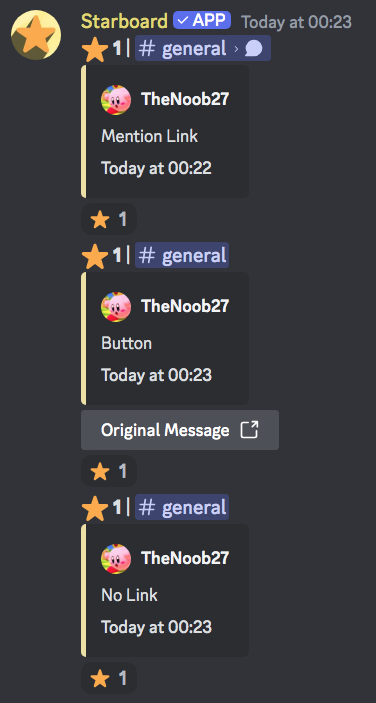 Starboard ✓ APP Today at 00:23
⭐ 1 | # general › 💬
TheNoob27
Mention Link
Today at 00:22
⭐ 1
⭐ 1 | # general
TheNoob27
Button
Today at 00:23
Original Message
⭐ 1
⭐ 1 | # general
TheNoob27
No Link
Today at 00:23
⭐ 1